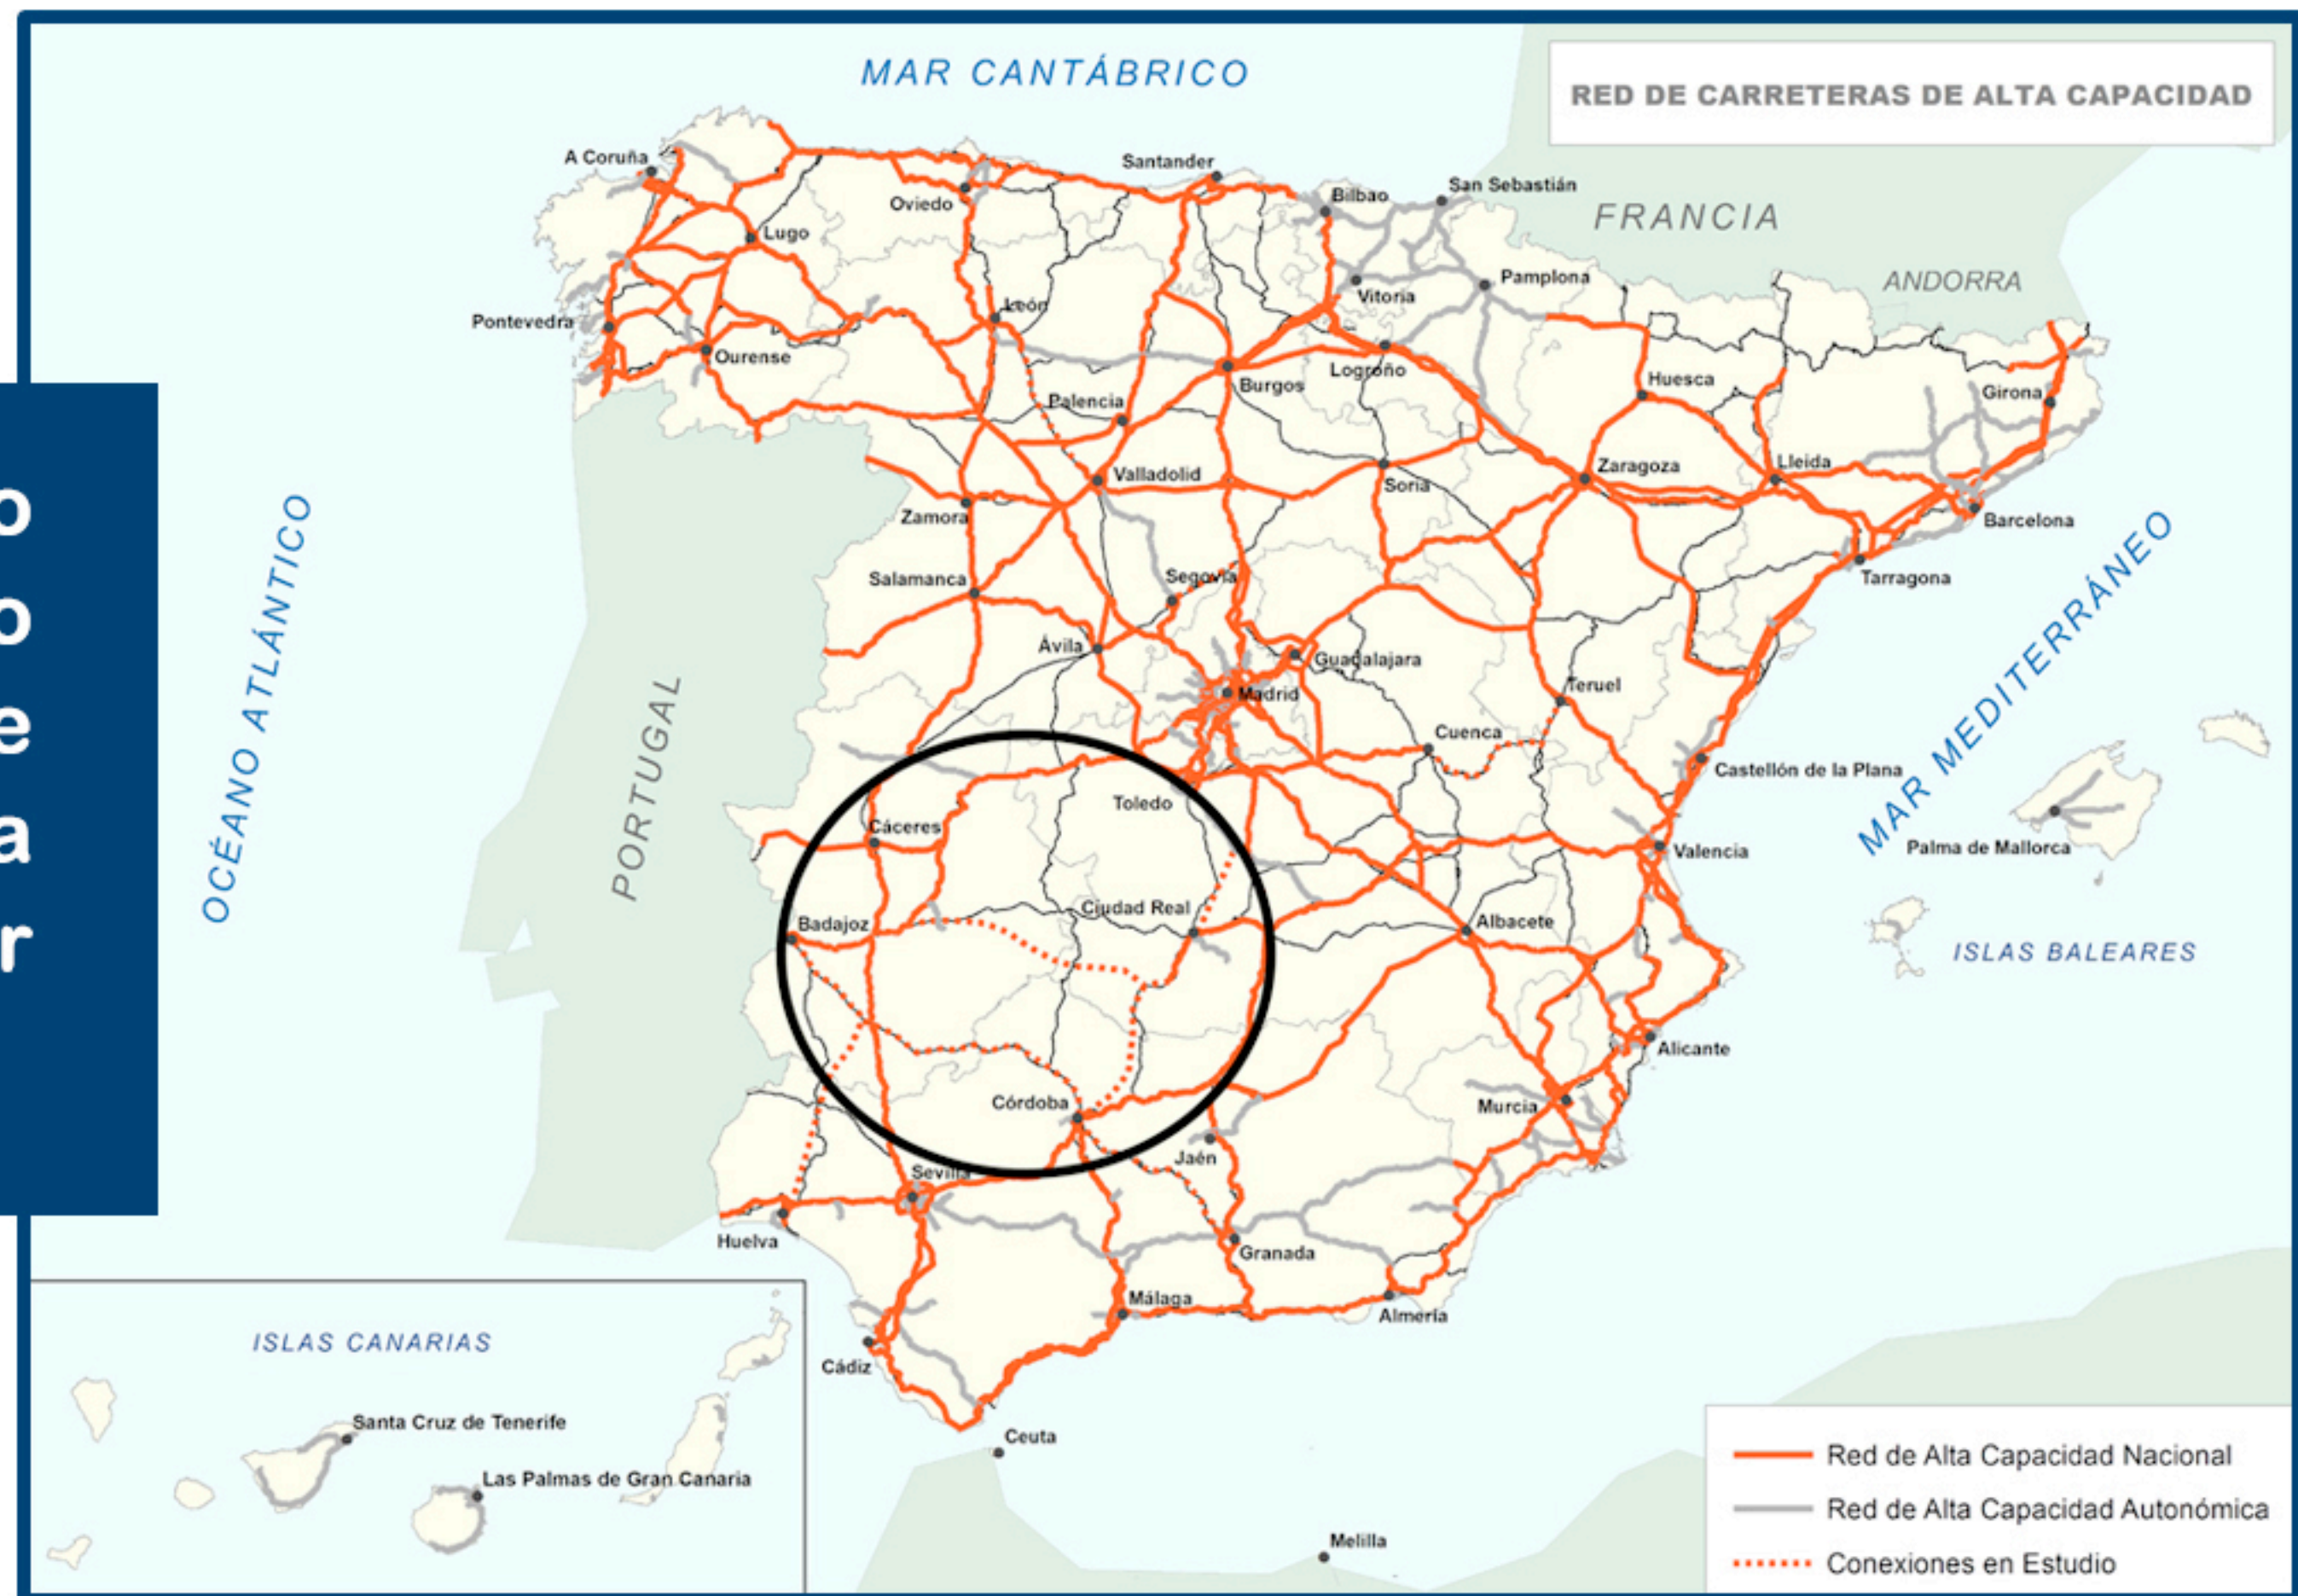 MAR CANTÁBRICO
RED DE CARRETERAS DE ALTA CAPACIDAD
A Coruña
Santander
San Sebastián
Bilbao
Oviedo
FRANCIA
Lugo
Pamplona
ANDORRA
Vitoria
León
Pontevedra
Ourense
Logroño
Burgos
Huesca
Girona
Palencia
Zaragoza
Lleida
Valladolid
Soria
o
Zamora
Barcelona
OCÉANO ATLÁNTICO
Segovia
Salamanca
Tarragona
o
MAR MEDITERRÁNEO
Ávila
Guadalajara
Teruel
Madrid
PORTUGAL
e
Cuenca
Castellón de la Plana
Toledo
Cáceres
a
Palma de Mallorca
Valencia
Ciudad Real
Badajoz
Albacete
r
ISLAS BALEARES
Alicante
Córdoba
Murcia
Jaén
Sevilla
Huelva
Granada
Málaga
Almería
ISLAS CANARIAS
Cádiz
Santa Cruz de Tenerife
Ceuta
Las Palmas de Gran Canaria
Red de Alta Capacidad Nacional
Red de Alta Capacidad Autonómica
Melilla
Conexiones en Estudio